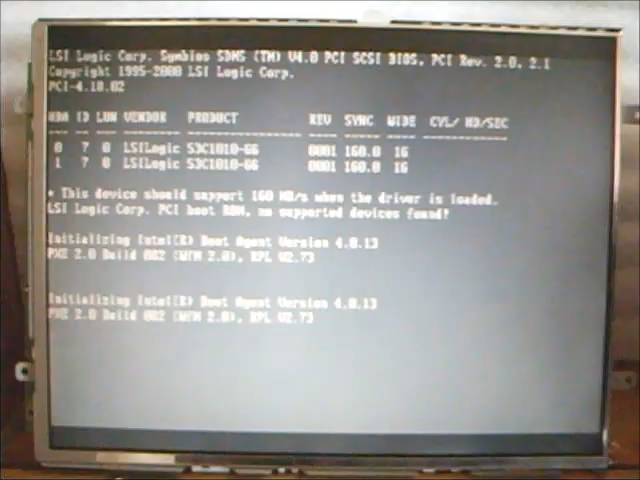 LSI Logic Corp. Symbios SDMS (TM) V4.0 PCI SCSI BIOS, PCI Rev. 2.0, 2.1
Copyright 1995-2000 LSI Logic Corp.
PCI-4.18.02
HBA ID LUN VENDOR PRODUCT REV SYNC WIDE CYL/ HD/SEC
0 7 0 LSILogic 53C1010-66 0001 160.0 16
1 7 0 LSILogic 53C1010-66 0001 160.0 16
* This device should support 160 MB/s when the driver is loaded.
LSI Logic Corp. PCI boot ROM, no supported devices found!
Initializing Intel(R) Boot Agent Version 4.0.13
PXE 2.0 Build 082 (WfM 2.0), RPL V2.73
Initializing Intel(R) Boot Agent Version 4.0.13
PXE 2.0 Build 082 (WfM 2.0), RPL V2.73